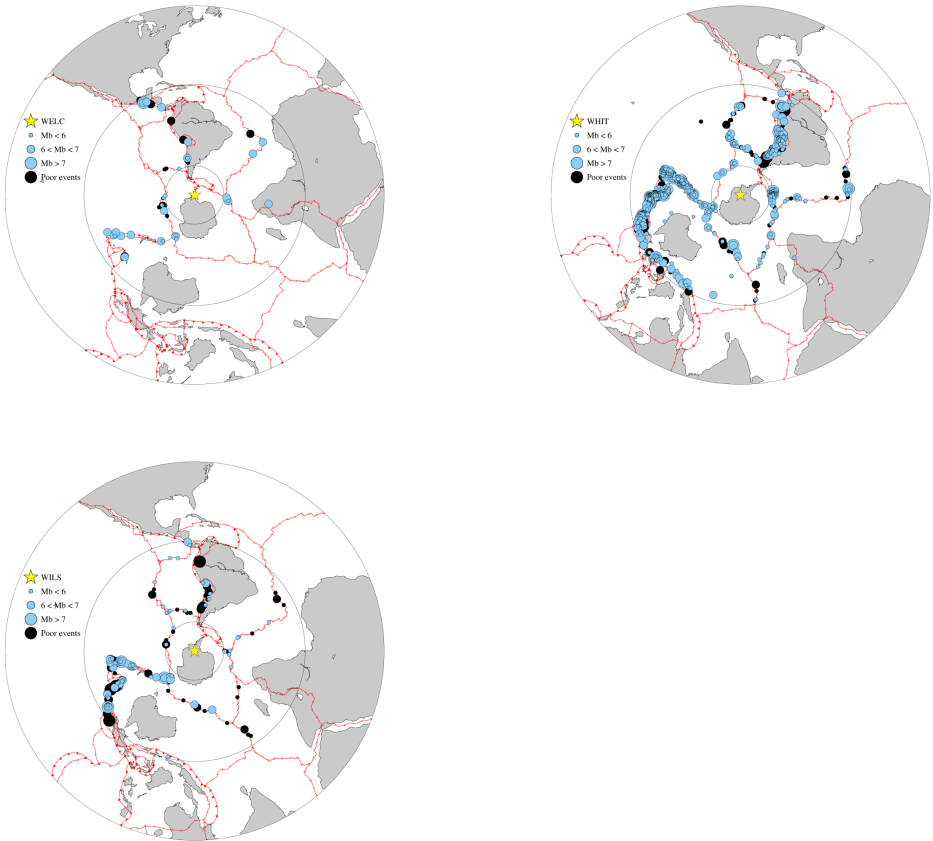 WELC
Mb < 6
6 < Mb < 7
Mb > 7
Poor events
WHIT
Mb < 6
6 < Mb < 7
Mb > 7
Poor events
WILS
Mb < 6
6 < Mb < 7
Mb > 7
Poor events